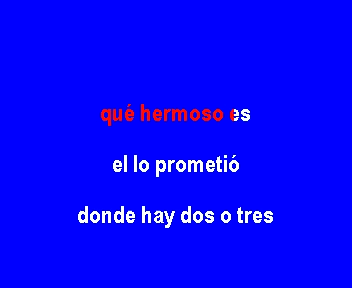 qué hermoso es
el lo prometió
donde hay dos o tres